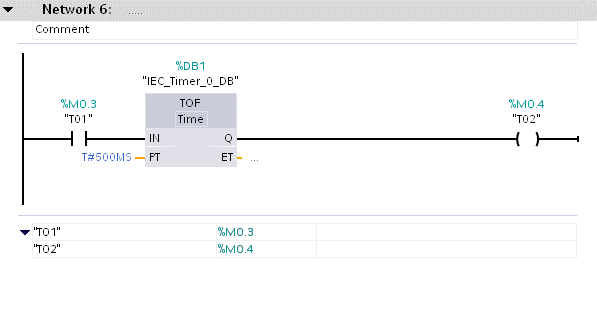 Network 6: .....
Comment
%DB1
"IEC_Timer_0_DB"
%M0.3 TOF %M0.4
"T01" Time "T02"
IN Q
T#500MS PT ET ...
"T01" %M0.3
"T02" %M0.4